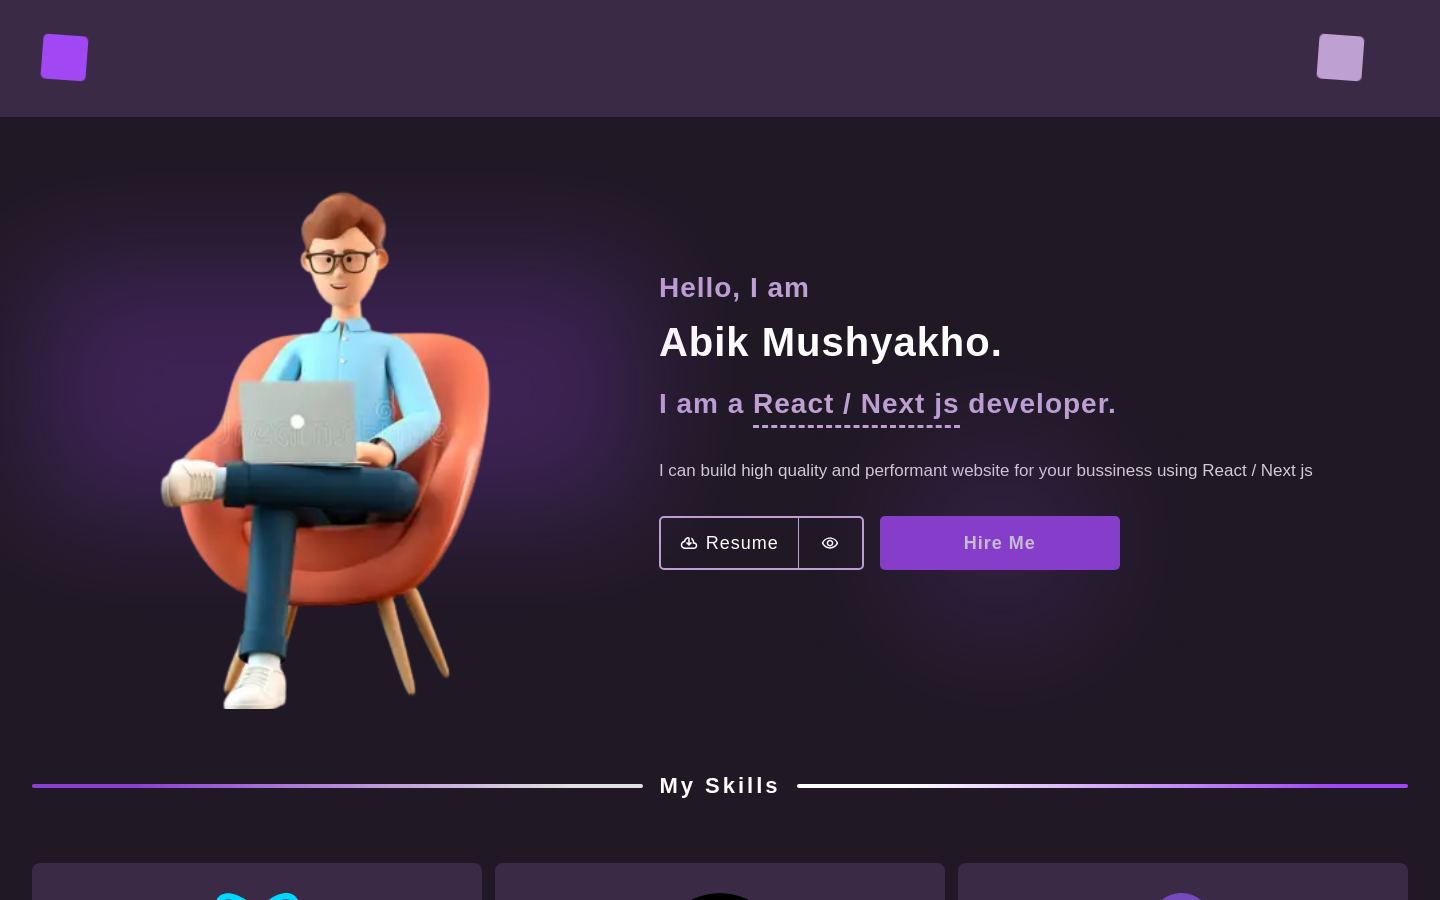 Hello, I am
Abik Mushyakho.
I am a React / Next js developer.
I can build high quality and performant website for your bussiness using React / Next js
Resume
Hire Me
My Skills